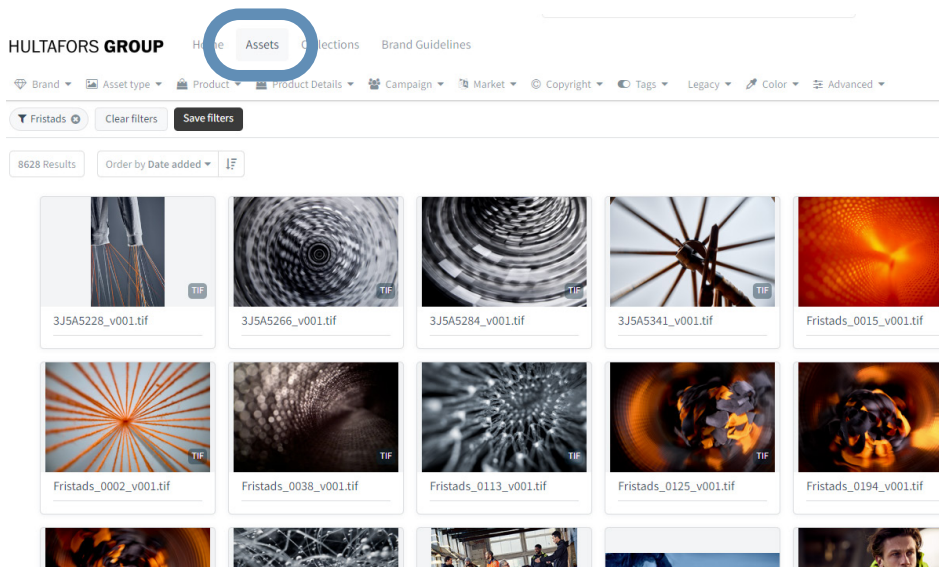 HULTAFORS GROUP Home Assets Collections Brand Guidelines
Brand Asset type Product Product Details Campaign Market © Copyright Tags Legacy Color Advanced
Fristads Clear filters Save filters
8628 Results Order by Date added
TIF TIF TIF TIF
3J5A5228_v001.tif 3J5A5266_v001.tif 3J5A5284_v001.tif 3J5A5341_v001.tif Fristads_0015_v001.tif
TIF TIF TIF TIF
Fristads_0002_v001.tif Fristads_0038_v001.tif Fristads_0113_v001.tif Fristads_0125_v001.tif Fristads_0194_v001.tif